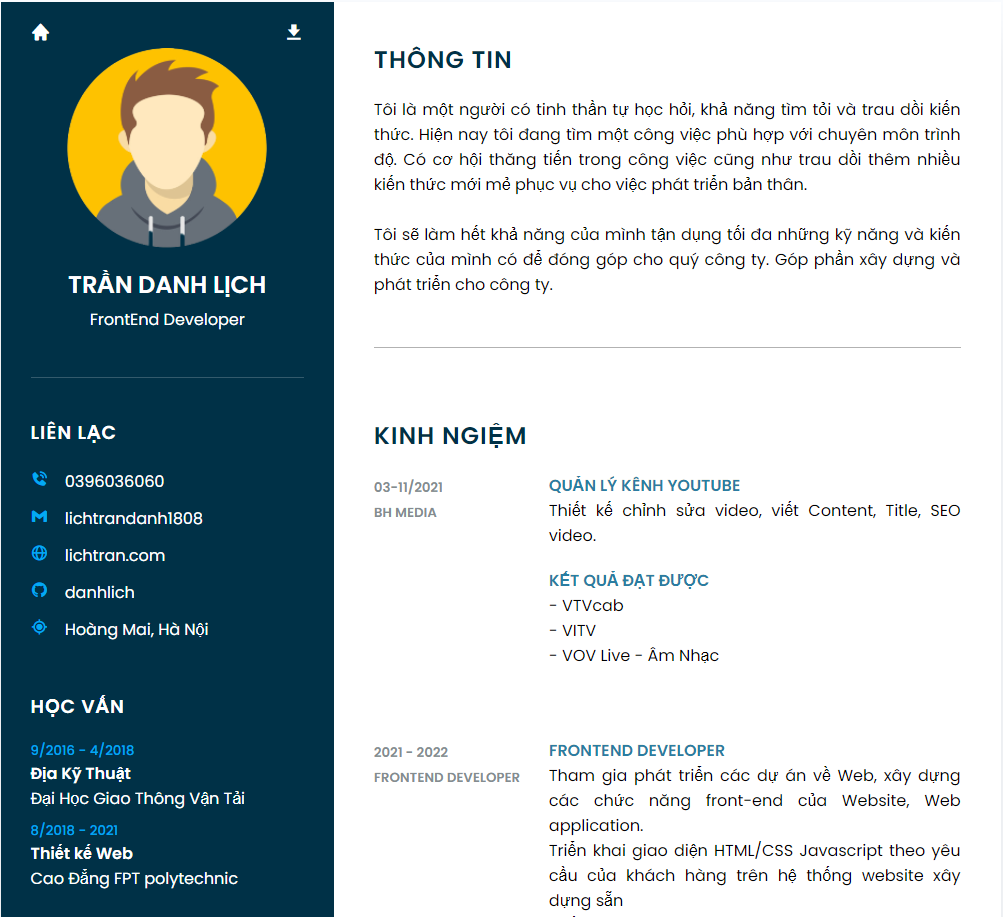 TRẦN DANH LỊCH
FrontEnd Developer
LIÊN LẠC
0396036060
lichtrandanh1808
lichtran.com
danhlich
Hoàng Mai, Hà Nội
HỌC VẤN
9/2016 - 4/2018
Địa Kỹ Thuật
Đại Học Giao Thông Vận Tải
8/2018 - 2021
Thiết kế Web
Cao Đẳng FPT polytechnic
THÔNG TIN
Tôi là một người có tinh thần tự học hỏi, khả năng tìm tỏi và trau dồi kiến
thức. Hiện nay tôi đang tìm một công việc phù hợp với chuyên môn trình
độ. Có cơ hội thăng tiến trong công việc cũng như trau dồi thêm nhiều
kiến thức mới mẻ phục vụ cho việc phát triển bản thân.
Tôi sẽ làm hết khả năng của mình tận dụng tối đa những kỹ năng và kiến
thức của mình có để đóng góp cho quý công ty. Góp phần xây dựng và
phát triển cho công ty.
KINH NGIỆM
03-11/2021
BH MEDIA
QUẢN LÝ KÊNH YOUTUBE
Thiết kế chỉnh sửa video, viết Content, Title, SEO
video.
KẾT QUẢ ĐẠT ĐƯỢC
- VTVcab
- VITV
- VOV Live - Âm Nhạc
2021 - 2022
FRONTEND DEVELOPER
FRONTEND DEVELOPER
Tham gia phát triển các dự án về Web, xây dựng
các chức năng front-end của Website, Web
application.
Triển khai giao diện HTML/CSS Javascript theo yêu
cầu của khách hàng trên hệ thống website xây
dựng sẵn